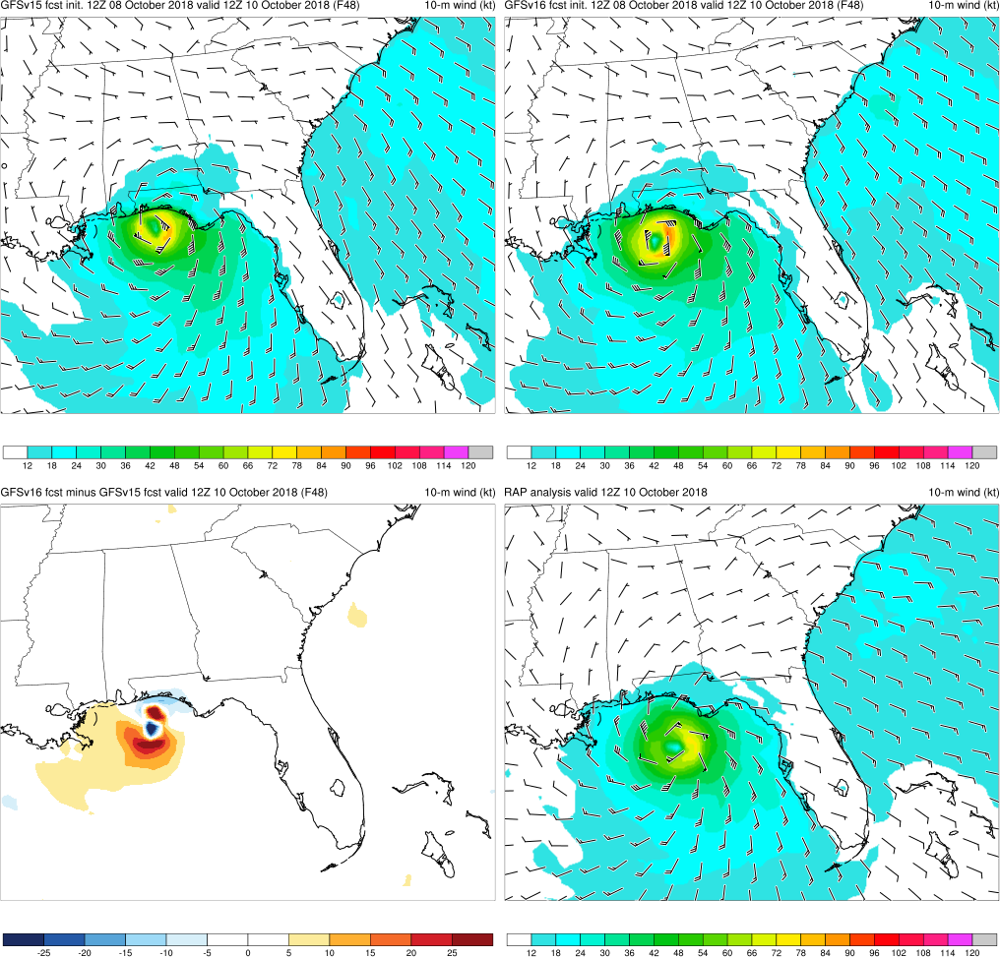 GFSv15 fcst init. 12Z 08 October 2018 valid 12Z 10 October 2018 (F48) 10-m wind (kt)
GFSv16 fcst init. 12Z 08 October 2018 valid 12Z 10 October 2018 (F48) 10-m wind (kt)
12 18 24 30 36 42 48 54 60 66 72 78 84 90 96 102 108 114 120
12 18 24 30 36 42 48 54 60 66 72 78 84 90 96 102 108 114 120
GFSv16 fcst minus GFSv15 fcst valid 12Z 10 October 2018 (F48) 10-m wind (kt)
RAP analysis valid 12Z 10 October 2018 10-m wind (kt)
-25 -20 -15 -10 -5 0 5 10 15 20 25
12 18 24 30 36 42 48 54 60 66 72 78 84 90 96 102 108 114 120